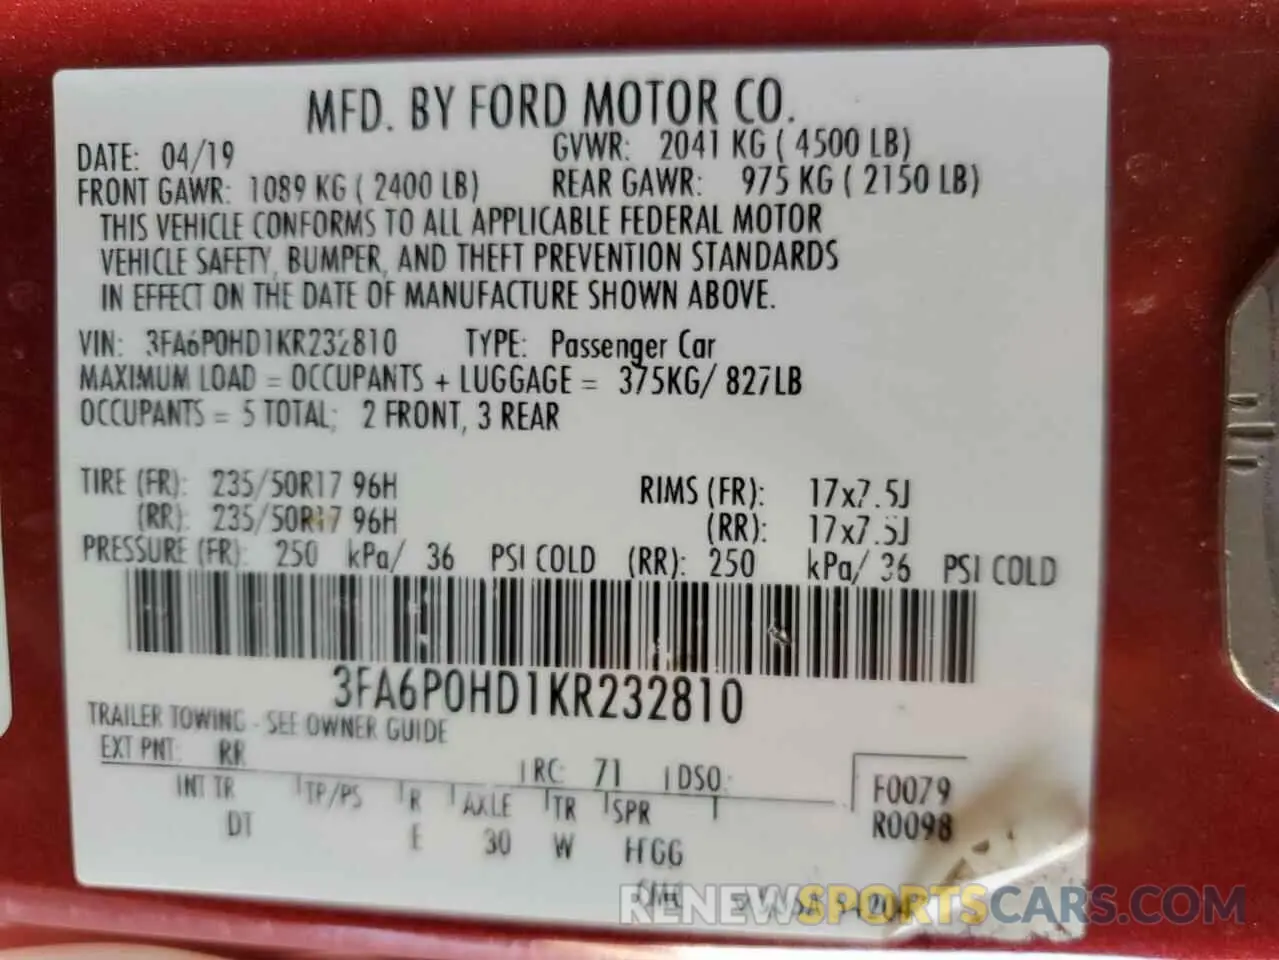 MFD. BY FORD MOTOR CO.
DATE: 04/19 GVWR: 2041 KG ( 4500 LB)
FRONT GAWR: 1089 KG ( 2400 LB) REAR GAWR: 975 KG ( 2150 LB)
THIS VEHICLE CONFORMS TO ALL APPLICABLE FEDERAL MOTOR
VEHICLE SAFETY, BUMPER, AND THEFT PREVENTION STANDARDS
IN EFFECT ON THE DATE OF MANUFACTURE SHOWN ABOVE.
VIN: 3FA6P0HD1KR232810 TYPE: Passenger Car
MAXIMUM LOAD = OCCUPANTS + LUGGAGE = 375KG/ 827LB
OCCUPANTS = 5 TOTAL; 2 FRONT, 3 REAR
TIRE (FR): 235/50R17 96H RIMS (FR): 17x7.5J
(RR): 235/50R17 96H (RR): 17x7.5J
PRESSURE (FR): 250 kPa/ 36 PSI COLD (RR): 250 kPa/ 36 PSI COLD
3FA6P0HD1KR232810
TRAILER TOWING - SEE OWNER GUIDE
EXT PNT: RR RC: 71 DSO:
INT TR TP/PS R AXLE TR SPR F0079
DT E 30 W HFGG R0098
RENEWSPORTSCARS.COM